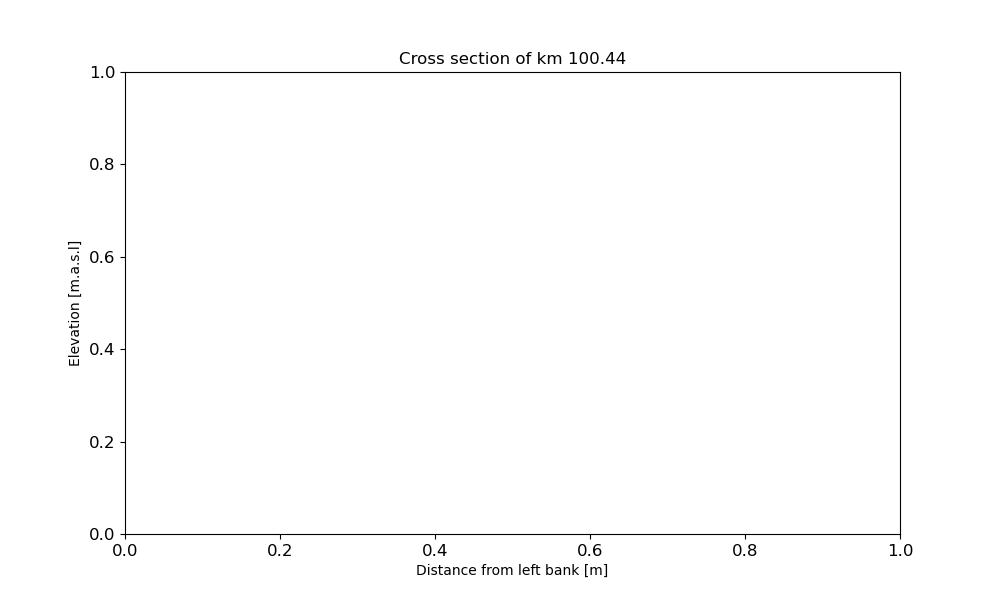 Cross section of km 100.44
1.0
0.8
0.6
0.4
0.2
0.0
Elevation [m.a.s.l]
0.0 0.2 0.4 0.6 0.8 1.0
Distance from left bank [m]